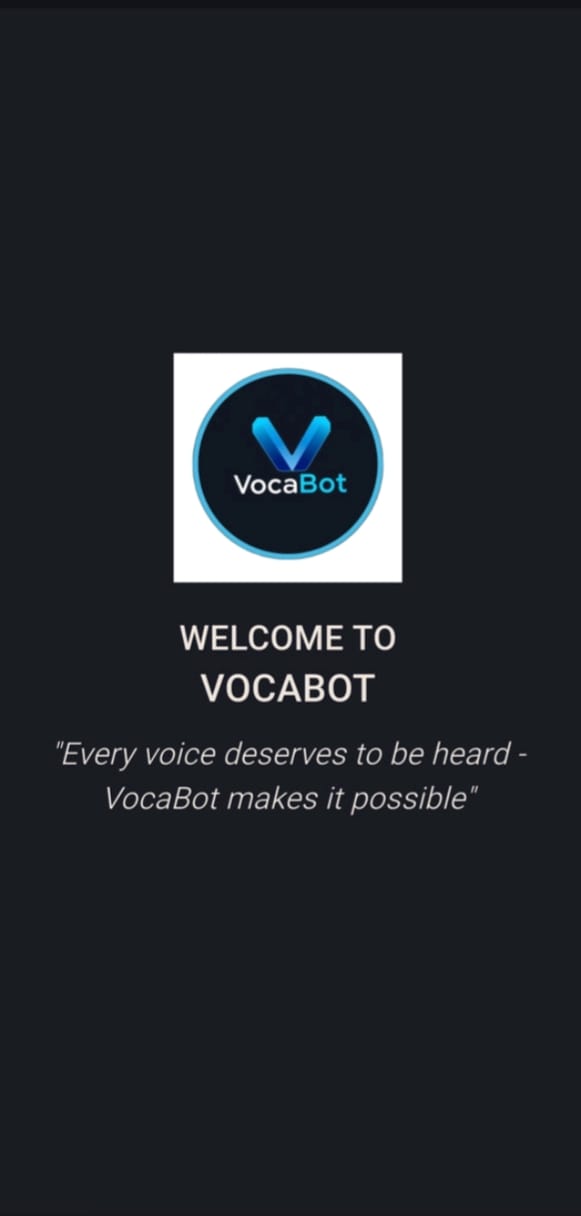 VocaBot
WELCOME TO
VOCABOT
"Every voice deserves to be heard -
VocaBot makes it possible"